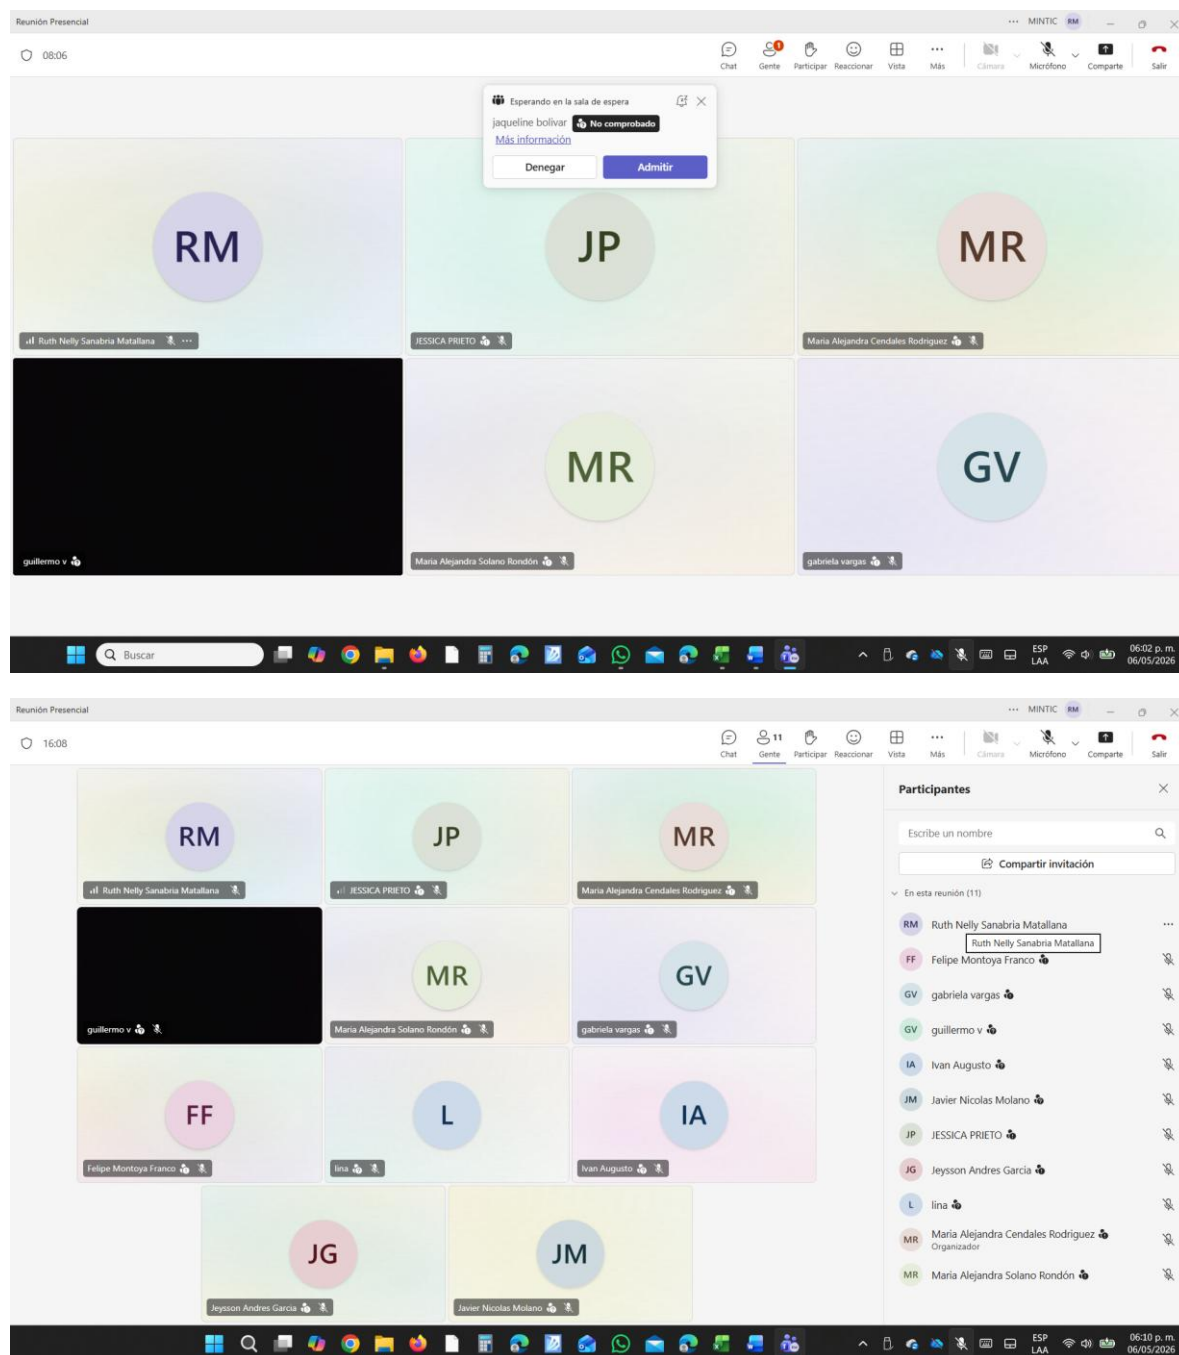 Reunión Presencial
MINTIC RM
08:06
Chat Gente 1 Participar Reaccionar Vista Más Cámara Micrófono Comparte Salir
Esperando en la sala de espera
jaqueline bolivar No comprobado
Más información
Denegar Admitir
RM
JP
MR
Ruth Nelly Sanabria Matallana
JESSICA PRIETO
Maria Alejandra Cendales Rodriguez
MR
GV
guillermo v
Maria Alejandra Solano Rondón
gabriela vargas
Buscar
ESP
LAA
06:02 p. m.
06/05/2026
Reunión Presencial
MINTIC RM
16:08
Chat Gente 11 Participar Reaccionar Vista Más Cámara Micrófono Comparte Salir
RM
JP
MR
Ruth Nelly Sanabria Matallana
JESSICA PRIETO
Maria Alejandra Cendales Rodriguez
MR
GV
guillermo v
Maria Alejandra Solano Rondón
gabriela vargas
FF
L
IA
Felipe Montoya Franco
lina
Ivan Augusto
JG
JM
Jeysson Andres Garcia
Javier Nicolas Molano
Participantes
Escribe un nombre
Compartir invitación
En esta reunión (11)
RM Ruth Nelly Sanabria Matallana
Ruth Nelly Sanabria Matallana
FF Felipe Montoya Franco
GV gabriela vargas
GV guillermo v
IA Ivan Augusto
JM Javier Nicolas Molano
JP JESSICA PRIETO
JG Jeysson Andres Garcia
L lina
MR Maria Alejandra Cendales Rodriguez
Organizador
MR Maria Alejandra Solano Rondón
ESP
LAA
06:10 p. m.
06/05/2026